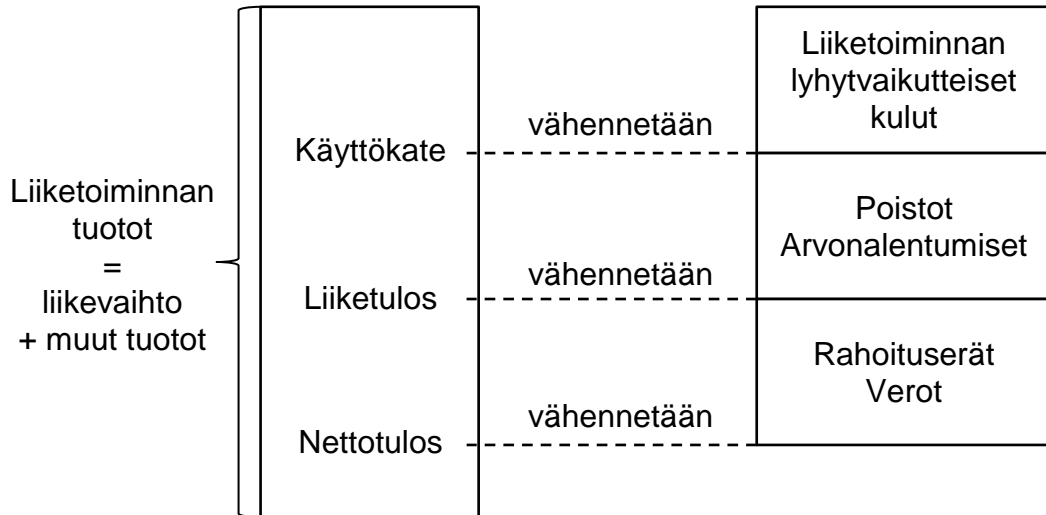 Liiketoiminnan
tuotot
=
liikevaihto
+ muut tuotot
Käyttökate
Liiketulos
Nettotulos
vähennetään
vähennetään
vähennetään
Liiketoiminnan
lyhytvaikutteiset
kulut
Poistot
Arvonalentumiset
Rahoituserät
Verot